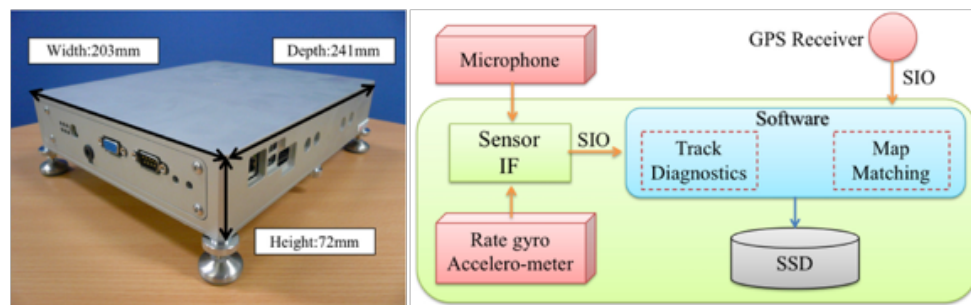 Width:203mm
Depth:241mm
Height:72mm
Microphone
GPS Receiver
SIO
Sensor
IF
SIO
Software
Track
Diagnostics
Map
Matching
Rate gyro
Accelero-meter
SSD